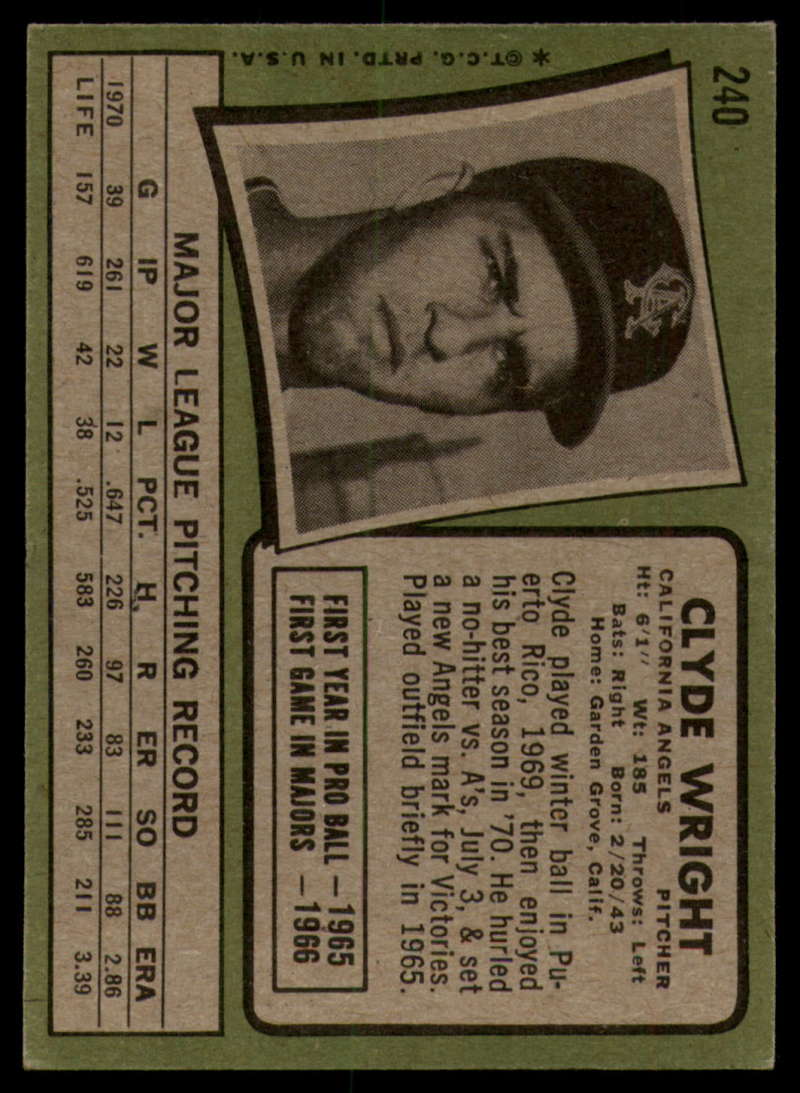 240
CLYDE WRIGHT
CALIFORNIA ANGELS PITCHER
Ht: 6'1" Wt: 185 Throws: Left
Bats: Right Born: 2/20/43
Home: Garden Grove, Calif.
Clyde played winter ball in Pu-
erto Rico, 1969, then enjoyed
his best season in '70. He hurled
a no-hitter vs. A's, July 3, & set
a new Angels mark for Victories.
Played outfield briefly in 1965.
FIRST YEAR IN PRO BALL — 1965
FIRST GAME IN MAJORS — 1966
CA
MAJOR LEAGUE PITCHING RECORD
G IP W L PCT. H R ER SO BB ERA
1970 39 261 22 12 .647 226 97 83 111 88 2.86
LIFE 157 619 42 38 .525 583 260 233 285 211 3.39
* © T.C.G. PRTD. IN U.S.A.